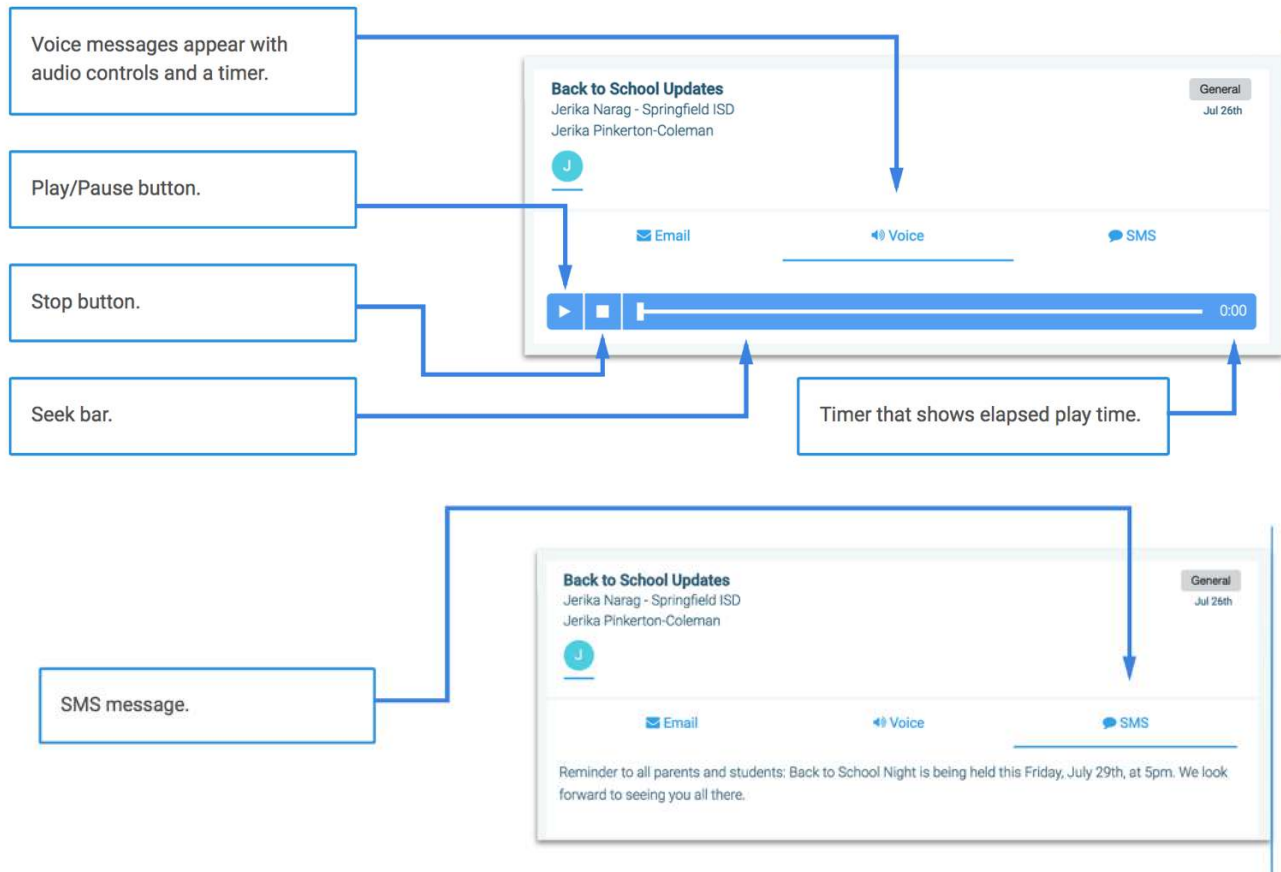 Voice messages appear with
audio controls and a timer.
Back to School Updates
General
Jerika Narag - Springfield ISD
Jul 26th
Jerika Pinkerton-Coleman
J
Play/Pause button.
Email
Voice
SMS
Stop button.
0:00
Seek bar.
Timer that shows elapsed play time.
Back to School Updates
General
Jerika Narag - Springfield ISD
Jul 26th
Jerika Pinkerton-Coleman
J
SMS message.
Email
Voice
SMS
Reminder to all parents and students: Back to School Night is being held this Friday, July 29th, at 5pm. We look
forward to seeing you all there.